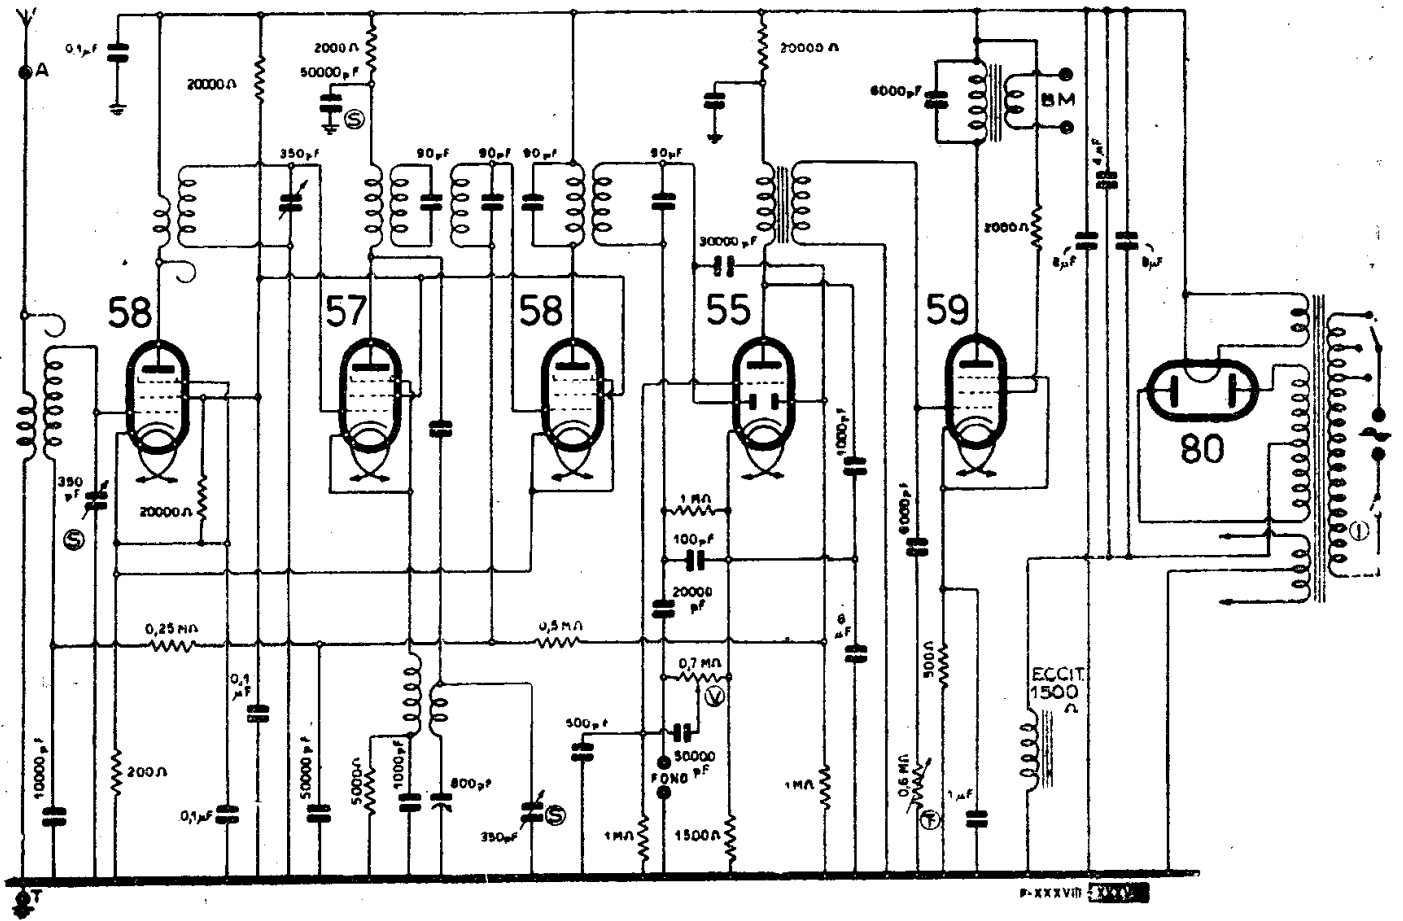 0.1µF
A
20000Ω
2000Ω
50000pF
S
20000Ω
6000pF
BM
350pF
90pF
90pF
90pF
90pF
4µF
2000Ω
8µF
8µF
30000pF
58
57
58
55
59
80
350
pF
S
20000Ω
1000pF
1MΩ
100pF
20000
pF
6000pF
I
0,25MΩ
0,5MΩ
8
µF
0,7MΩ
V
500Ω
ECCIT.
1500
Ω
0,1
µF
500pF
50000
pF
FONO
10000pF
200Ω
0,1µF
50000pF
5000Ω
1000pF
800pF
350pF
S
1MΩ
1500Ω
1MΩ
0,6MΩ
T
1µF
T
P-XXXVIII